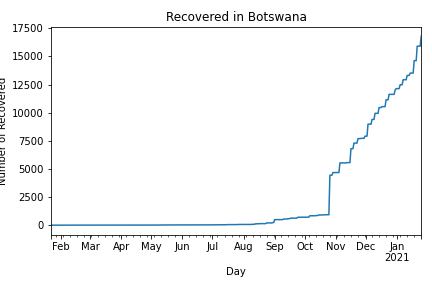 Recovered in Botswana
17500
15000
12500
10000
7500
5000
2500
0
Number of Recovered
Feb Mar Apr May Jun Jul Aug Sep Oct Nov Dec Jan
2021
Day